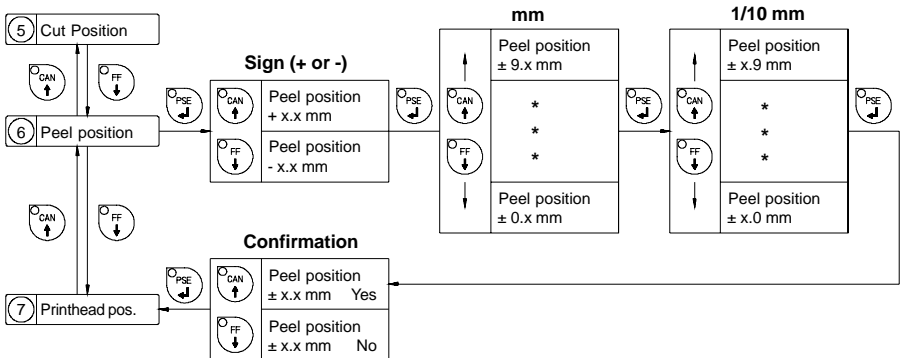 mm
1/10 mm
5 Cut Position
CAN
FF
Sign (+ or -)
6 Peel position
PSE
CAN
Peel position
+ x.x mm
FF
Peel position
- x.x mm
PSE
CAN
FF
Peel position
± 9.x mm
*
*
*
Peel position
± 0.x mm
PSE
CAN
FF
Peel position
± x.9 mm
*
*
*
Peel position
± x.0 mm
PSE
CAN
FF
Confirmation
7 Printhead pos.
PSE
CAN
Peel position
± x.x mm Yes
FF
Peel position
± x.x mm No